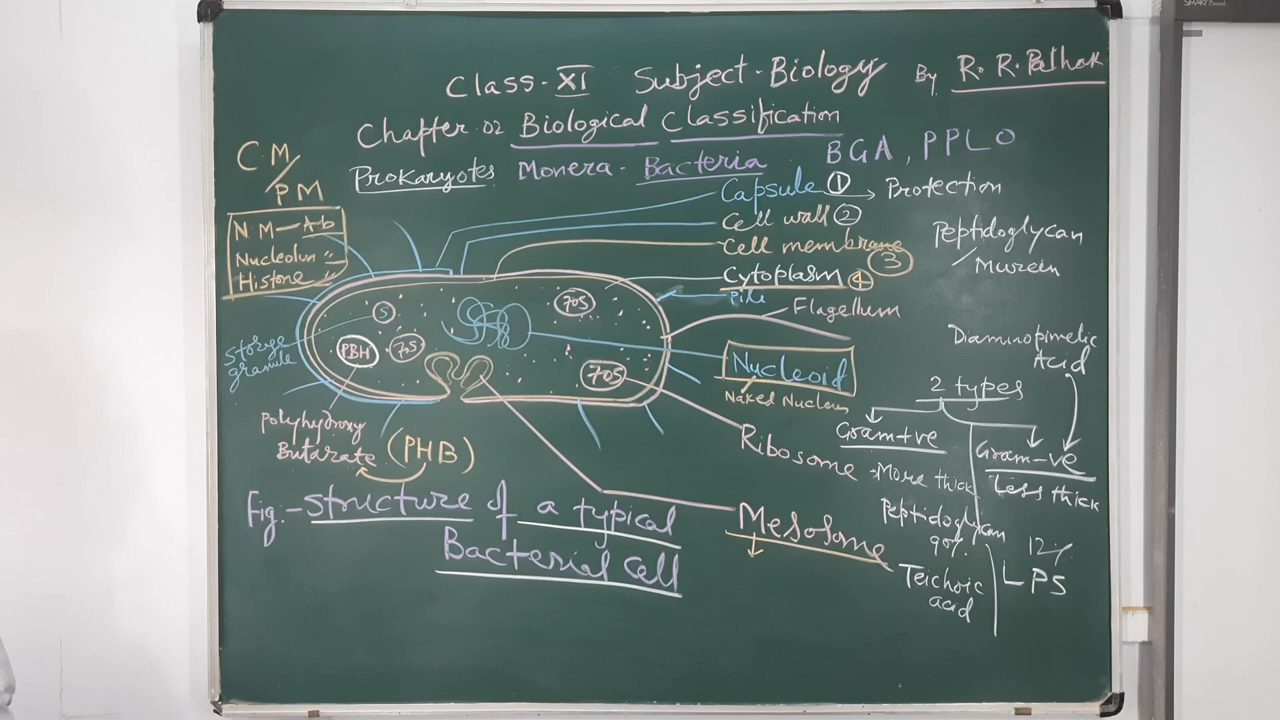 Class-XI Subject-Biology By R. R. Pathak
Chapter 02 Biological Classification
Prokaryotes Monera - Bacteria BGA, PPLO
CM/PM
NM—Ab
Nucleolus "
Histone "
Capsule ① → Protection
Cell wall ②
Cell membrane ③
Cytoplasm ④
Pili
Flagellum
Nucleoid
Naked Nucleus
Ribosome
Mesosome
Peptidoglycan
/ Murein
Diaminopimelic
Acid
2 types
Gram+ve
Gram-ve
→More thick
Less thick
Peptidoglycan
90%.
12%
Teichoic
acid
LPS
S
70S
70S
70S
PBH
Storage
granule
Polyhydroxy
Butarate (PHB)
Fig:- Structure of a typical
Bacterial Cell